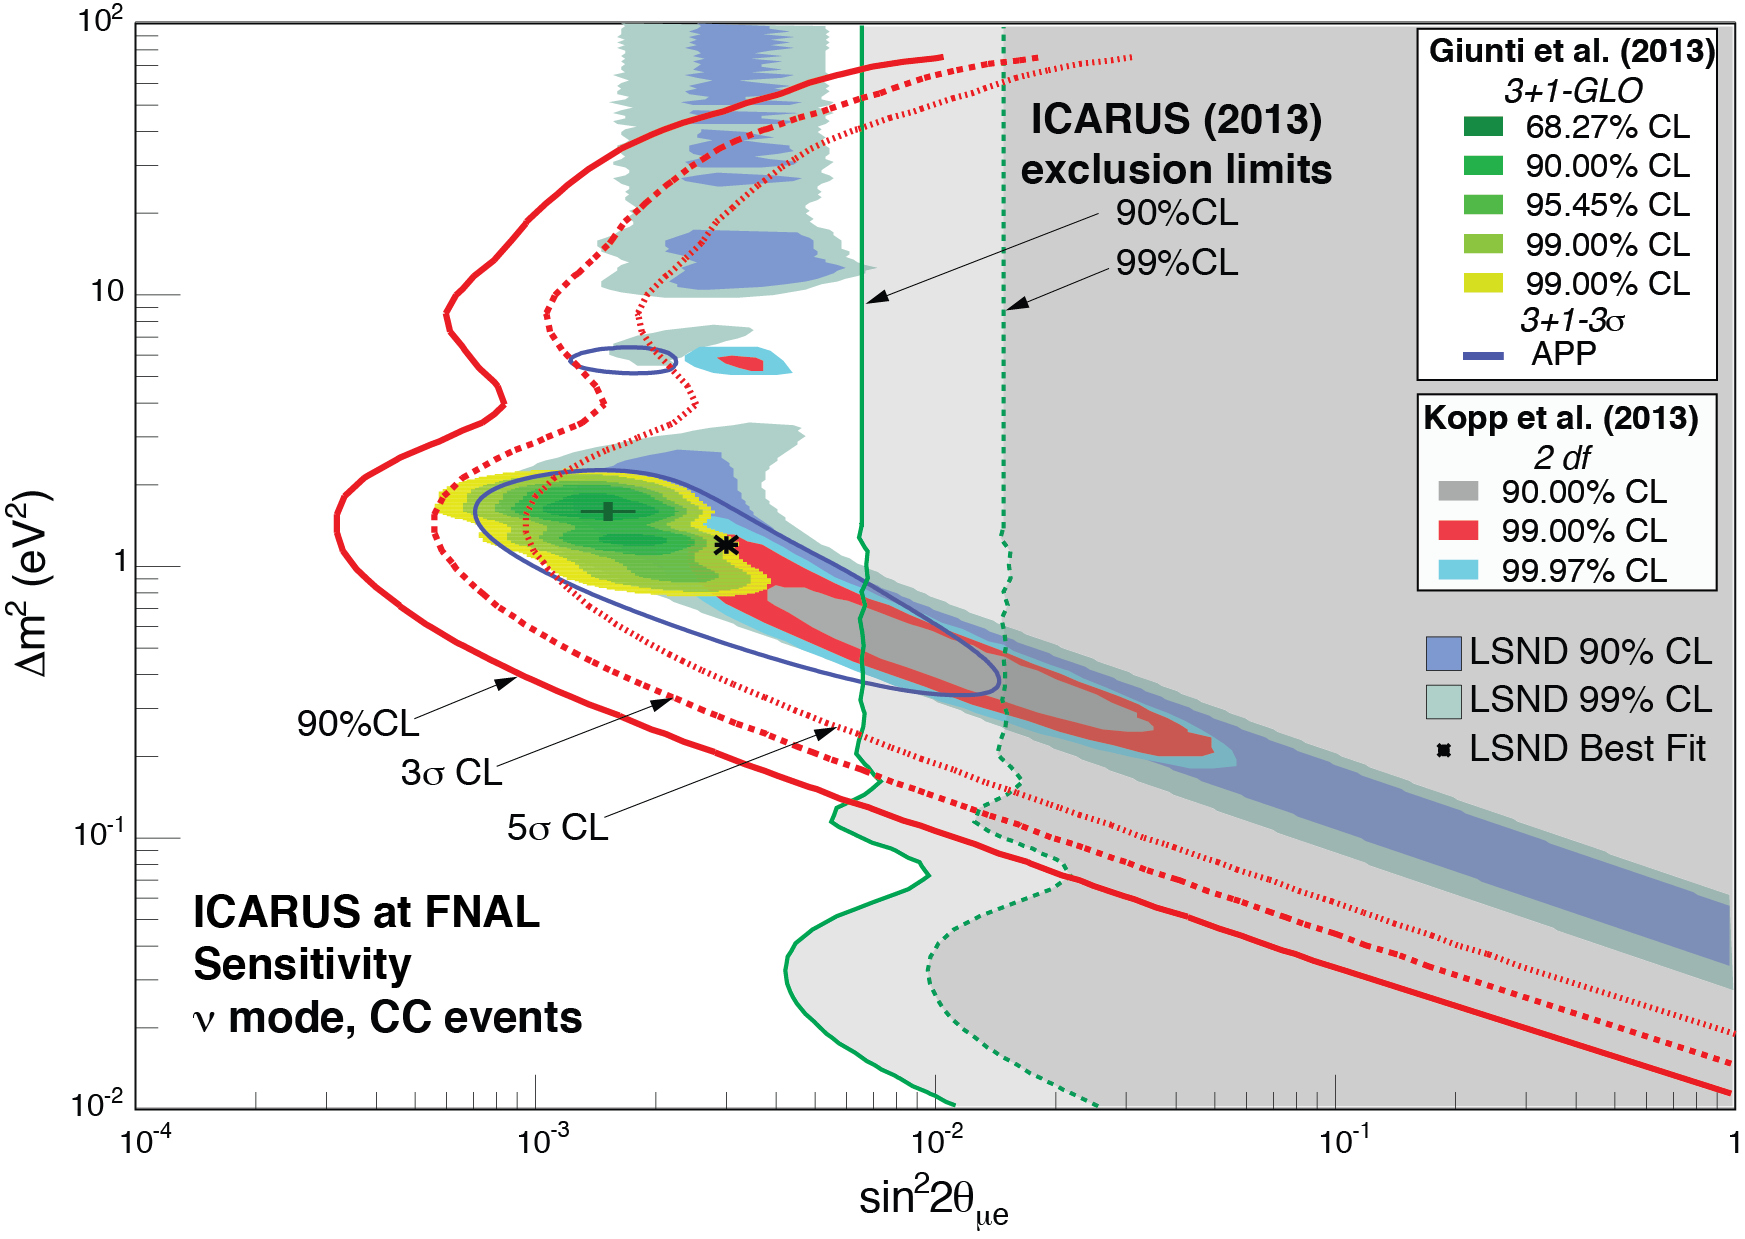 10²
10
1
10⁻¹
10⁻²
Δm² (eV²)
10⁻⁴
10⁻³
10⁻²
10⁻¹
1
sin²2θμe
ICARUS (2013)
exclusion limits
90%CL
99%CL
90%CL
3σ CL
5σ CL
ICARUS at FNAL
Sensitivity
ν mode, CC events
Giunti et al. (2013)
3+1-GLO
68.27% CL
90.00% CL
95.45% CL
99.00% CL
99.00% CL
3+1-3σ
APP
Kopp et al. (2013)
2 df
90.00% CL
99.00% CL
99.97% CL
LSND 90% CL
LSND 99% CL
LSND Best Fit